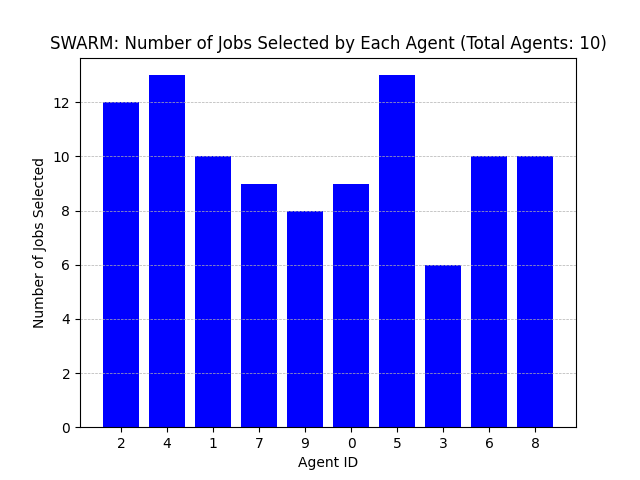 SWARM: Number of Jobs Selected by Each Agent (Total Agents: 10)
12
10
8
6
4
2
0
Number of Jobs Selected
2 4 1 7 9 0 5 3 6 8
Agent ID